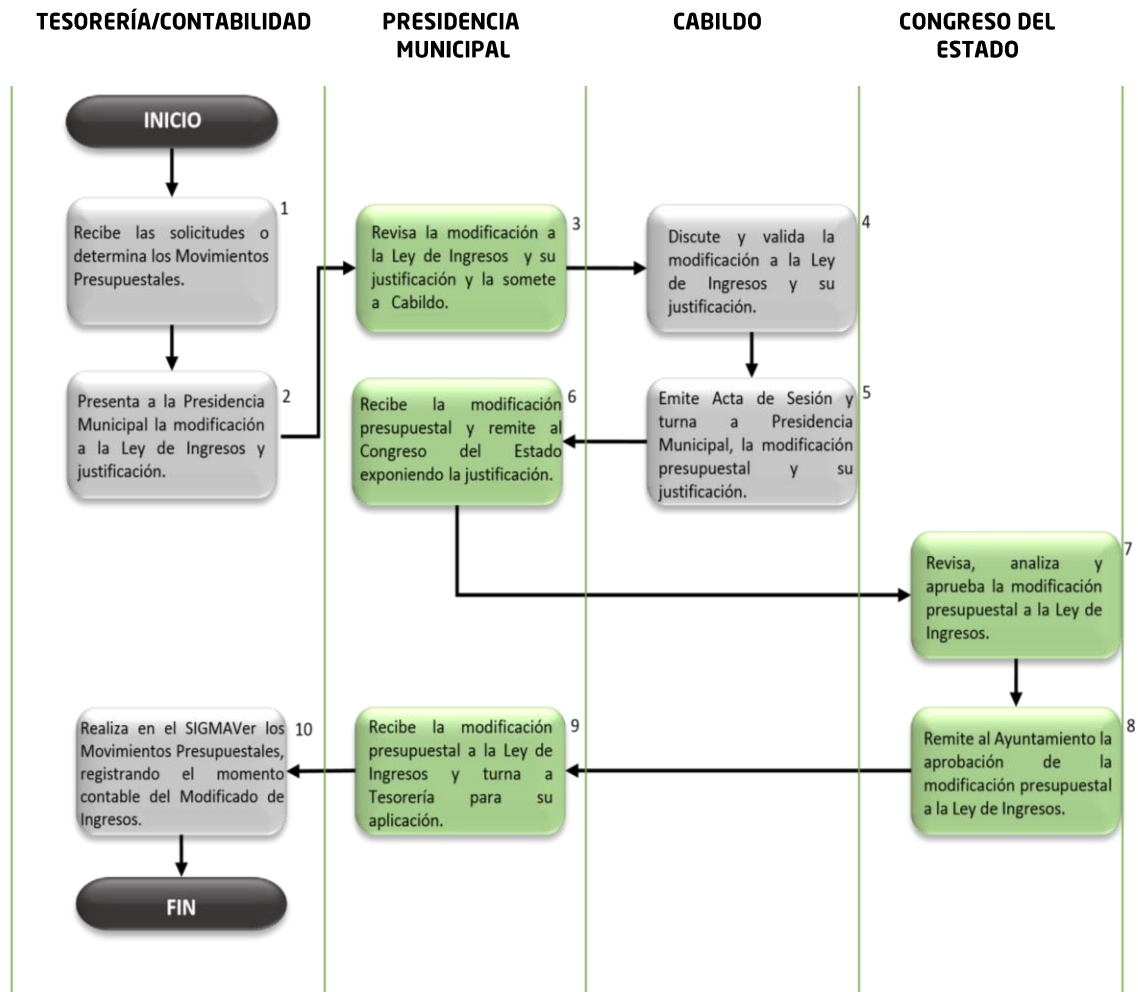 TESORERÍA/CONTABILIDAD
PRESIDENCIA
MUNICIPAL
CABILDO
CONGRESO DEL
ESTADO
INICIO
1
Recibe las solicitudes o
determina los Movimientos
Presupuestales.
2
Presenta a la Presidencia
Municipal la modificación
a la Ley de Ingresos y
justificación.
3
Revisa la modificación a
la Ley de Ingresos y su
justificación y la somete
a Cabildo.
4
Discute y valida la
modificación a la Ley
de Ingresos y su
justificación.
5
Emite Acta de Sesión y
turna a Presidencia
Municipal, la modificación
presupuestal y su
justificación.
6
Recibe la modificación
presupuestal y remite al
Congreso del Estado
exponiendo la justificación.
7
Revisa, analiza y
aprueba la modificación
presupuestal a la Ley de
Ingresos.
8
Remite al Ayuntamiento la
aprobación de la
modificación presupuestal
a la Ley de Ingresos.
9
Recibe la modificación
presupuestal a la Ley de
Ingresos y turna a
Tesorería para su
aplicación.
10
Realiza en el SIGMAVer los
Movimientos Presupuestales,
registrando el momento
contable del Modificado de
Ingresos.
FIN